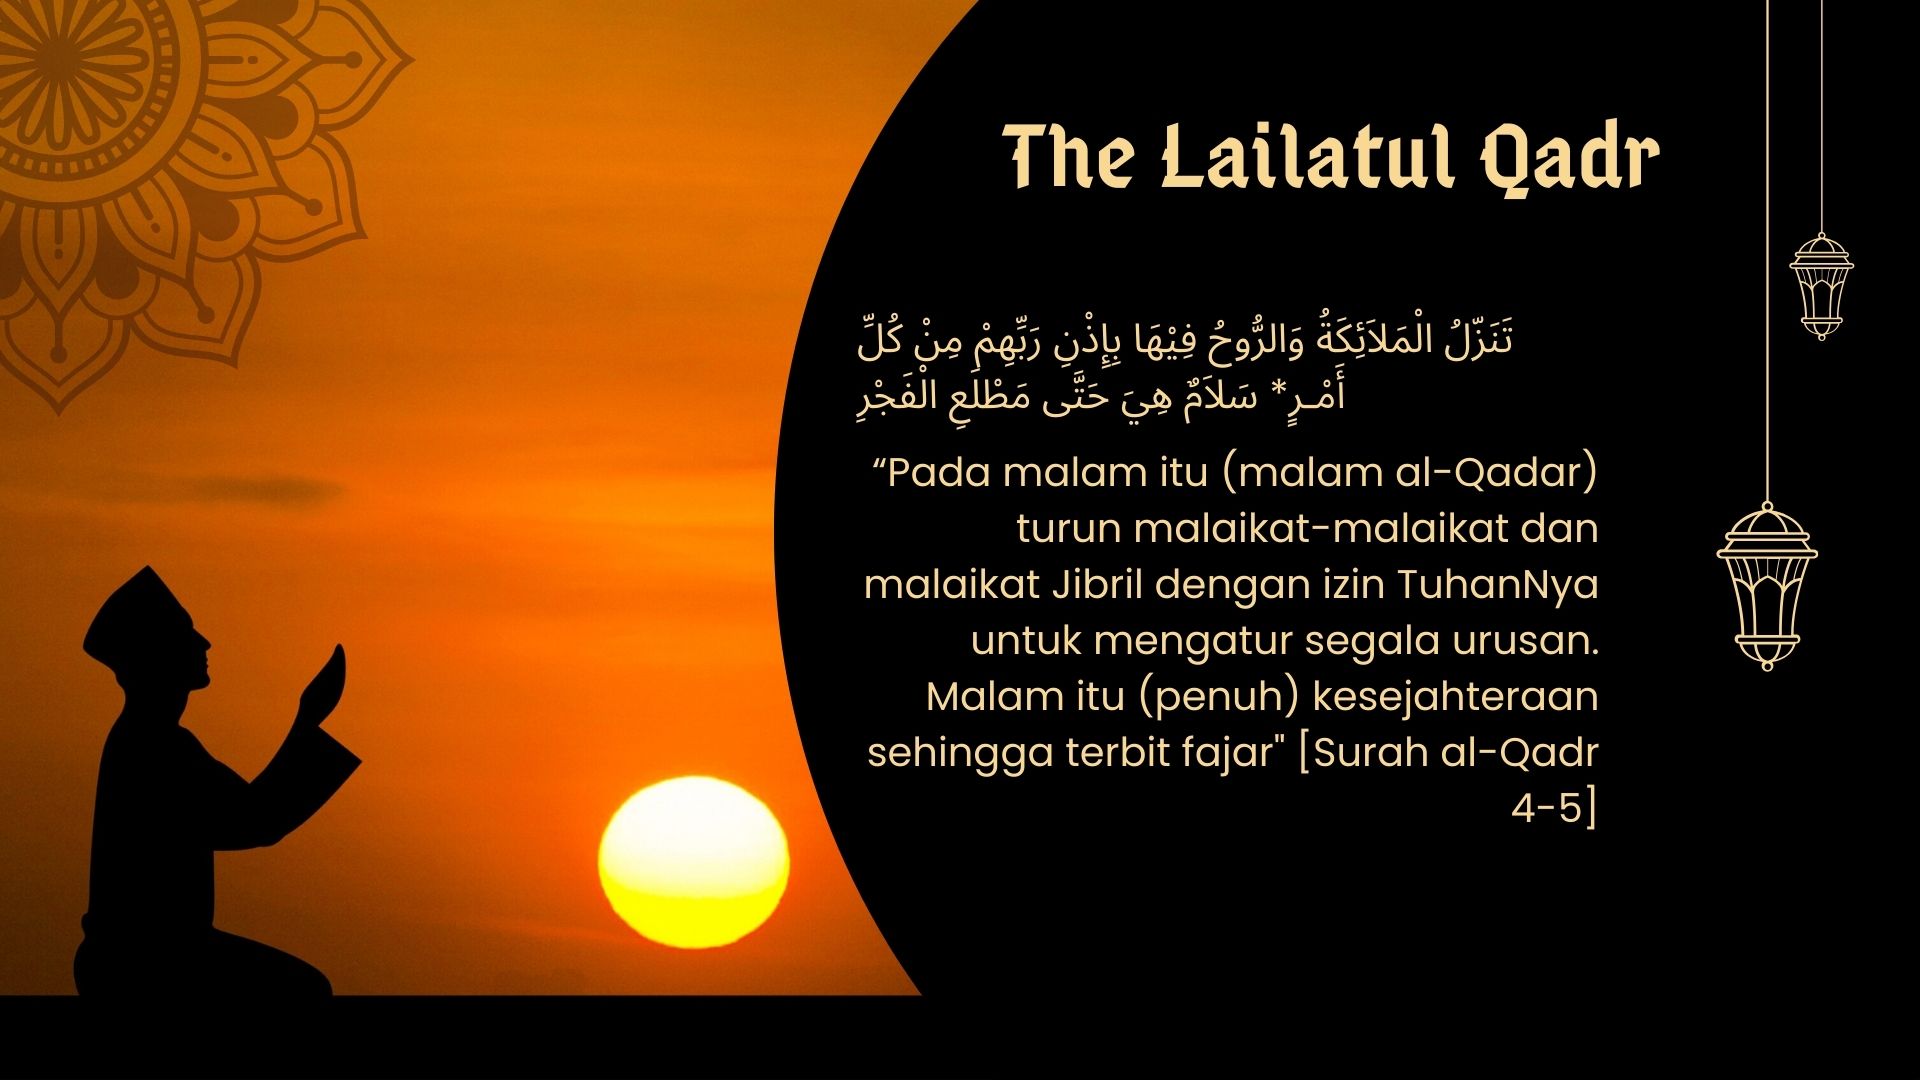 The Lailatul Qadr
تَنَزّلُ الْمَلاَئِكَةُ وَالرُّوحُ فِيْهَا بِإِذْنِ رَبِّهِمْ مِنْ كُلِّ
أَمْـرٍ* سَلاَمٌ هِيَ حَتَّى مَطْلَعِ الْفَجْرِ
“Pada malam itu (malam al-Qadar)
turun malaikat-malaikat dan
malaikat Jibril dengan izin TuhanNya
untuk mengatur segala urusan.
Malam itu (penuh) kesejahteraan
sehingga terbit fajar" [Surah al-Qadr
4-5]